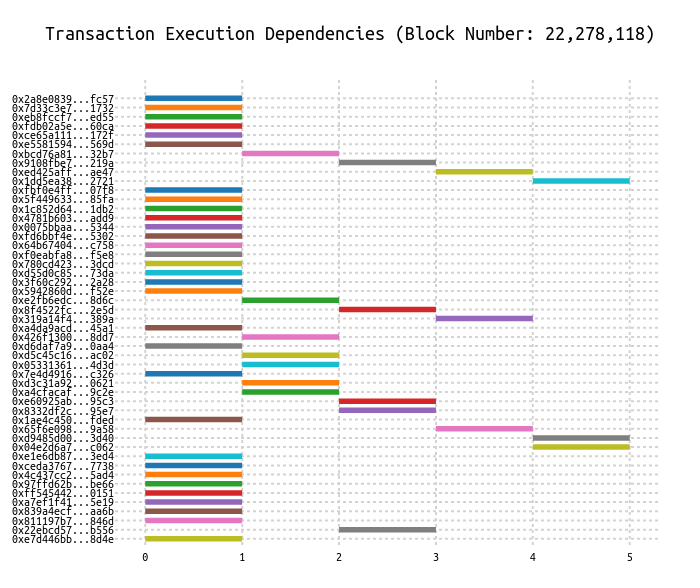 Transaction Execution Dependencies (Block Number: 22,278,118)
0x2a8e0839...fc57
0x7d33c3e7...1732
0xeb8fccf7...ed55
0xfdb02a5e...60ca
0xce65a111...172f
0xe5581594...569d
0xbcd76a81...32b7
0x9108fbe7...219a
0xed425aff...ae47
0x1dd5ea38...2721
0xfbf0e4ff...07f8
0x5f449633...85fa
0x1c852d64...1db2
0x4781b603...add9
0x0075bbaa...5344
0xfd6bbf4e...5302
0x64b67404...c758
0xf0eabfa8...f5e8
0x780cd423...3dcd
0xd55d0c85...73da
0x3f60c292...2a28
0x5942860d...f52e
0xe2fb6edc...8d6c
0x8f4522fc...2e5d
0x319a14f4...389a
0xa4da9acd...45a1
0x426f1300...8dd7
0xd6daf7a9...0aa4
0xd5c45c16...ac02
0x05331361...4d3d
0x7e4d4916...c326
0xd3c31a92...0621
0xa4cfacaf...9c2e
0xe60925ab...95c3
0x8332df2c...95e7
0x1ae4c450...fded
0x65f6e098...9a58
0xd9485d00...3d40
0x04e2d6a7...c062
0xe1e6db87...3ed4
0xceda3767...7738
0x4c437cc2...5ad4
0x97ffd62b...be66
0xff545442...0151
0xa7ef1f41...5e19
0x839a4ecf...aa6b
0x811197b7...846d
0x22ebcd57...b556
0xe7d446bb...8d4e
0 1 2 3 4 5